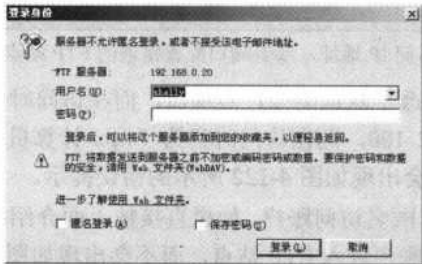 登录身份
服务器不允许匿名登录，或者不接受该电子邮件地址。
FTP 服务器: 192.168.0.20
用户名(U):
密码(P):
登录后，可以将这个服务器添加到您的收藏夹，以便轻易返回。
FTP 将数据发送到服务器之前不加密或编码密码或数据。要保护密码和数据
的安全，请用 Web 文件夹(WebDAV)。
进一步了解使用 Web 文件夹。
匿名登录(A) 保存密码(S)
登录(L) 取消